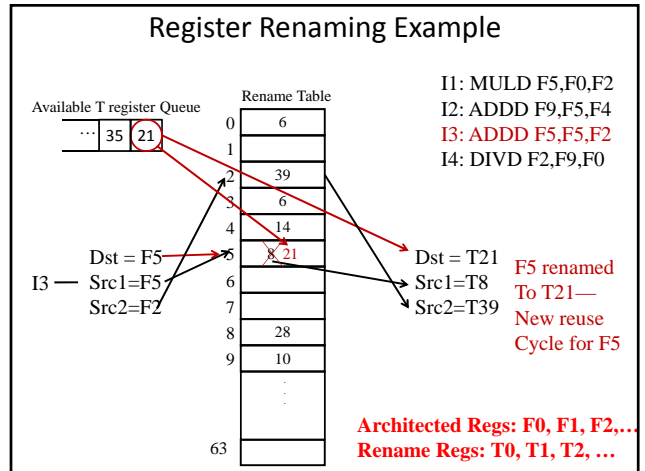 Register Renaming Example
Available T register Queue
… 35 21
Rename Table
0 6
1
2 39
3 6
4 14
5 8 21
6
7
8 28
9 10
63
I1: MULD F5,F0,F2
I2: ADDD F9,F5,F4
I3: ADDD F5,F5,F2
I4: DIVD F2,F9,F0
I3
Dst = F5
Src1=F5
Src2=F2
Dst = T21
Src1=T8
Src2=T39
F5 renamed
To T21—
New reuse
Cycle for F5
Architected Regs: F0, F1, F2,…
Rename Regs: T0, T1, T2, …